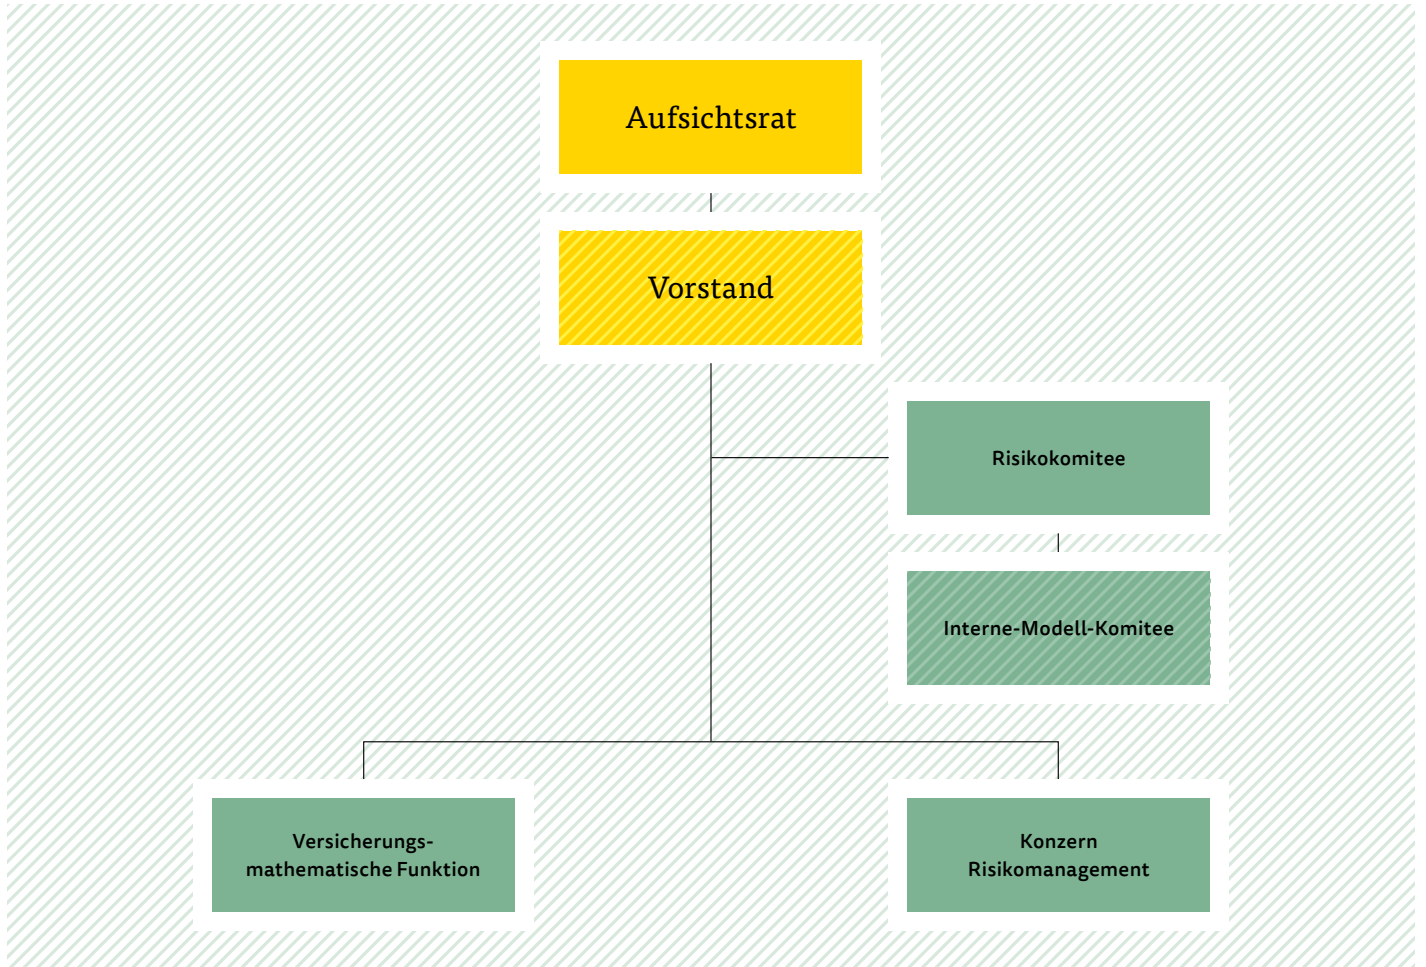 Aufsichtsrat
Vorstand
Risikokomitee
Interne-Modell-Komitee
Versicherungs-
mathematische Funktion
Konzern
Risikomanagement